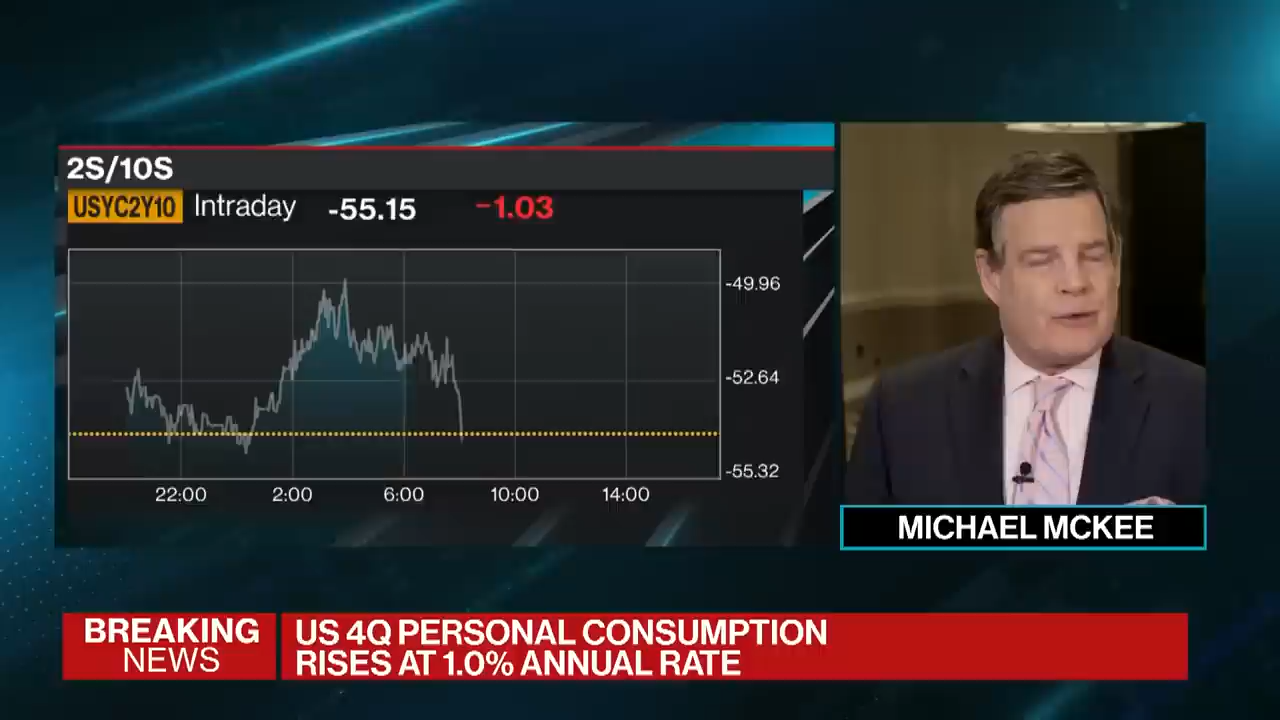 2S/10S
USYC2Y10 Intraday -55.15 -1.03
-49.96
-52.64
-55.32
22:00 2:00 6:00 10:00 14:00
MICHAEL MCKEE
BREAKING
NEWS
US 4Q PERSONAL CONSUMPTION
RISES AT 1.0% ANNUAL RATE